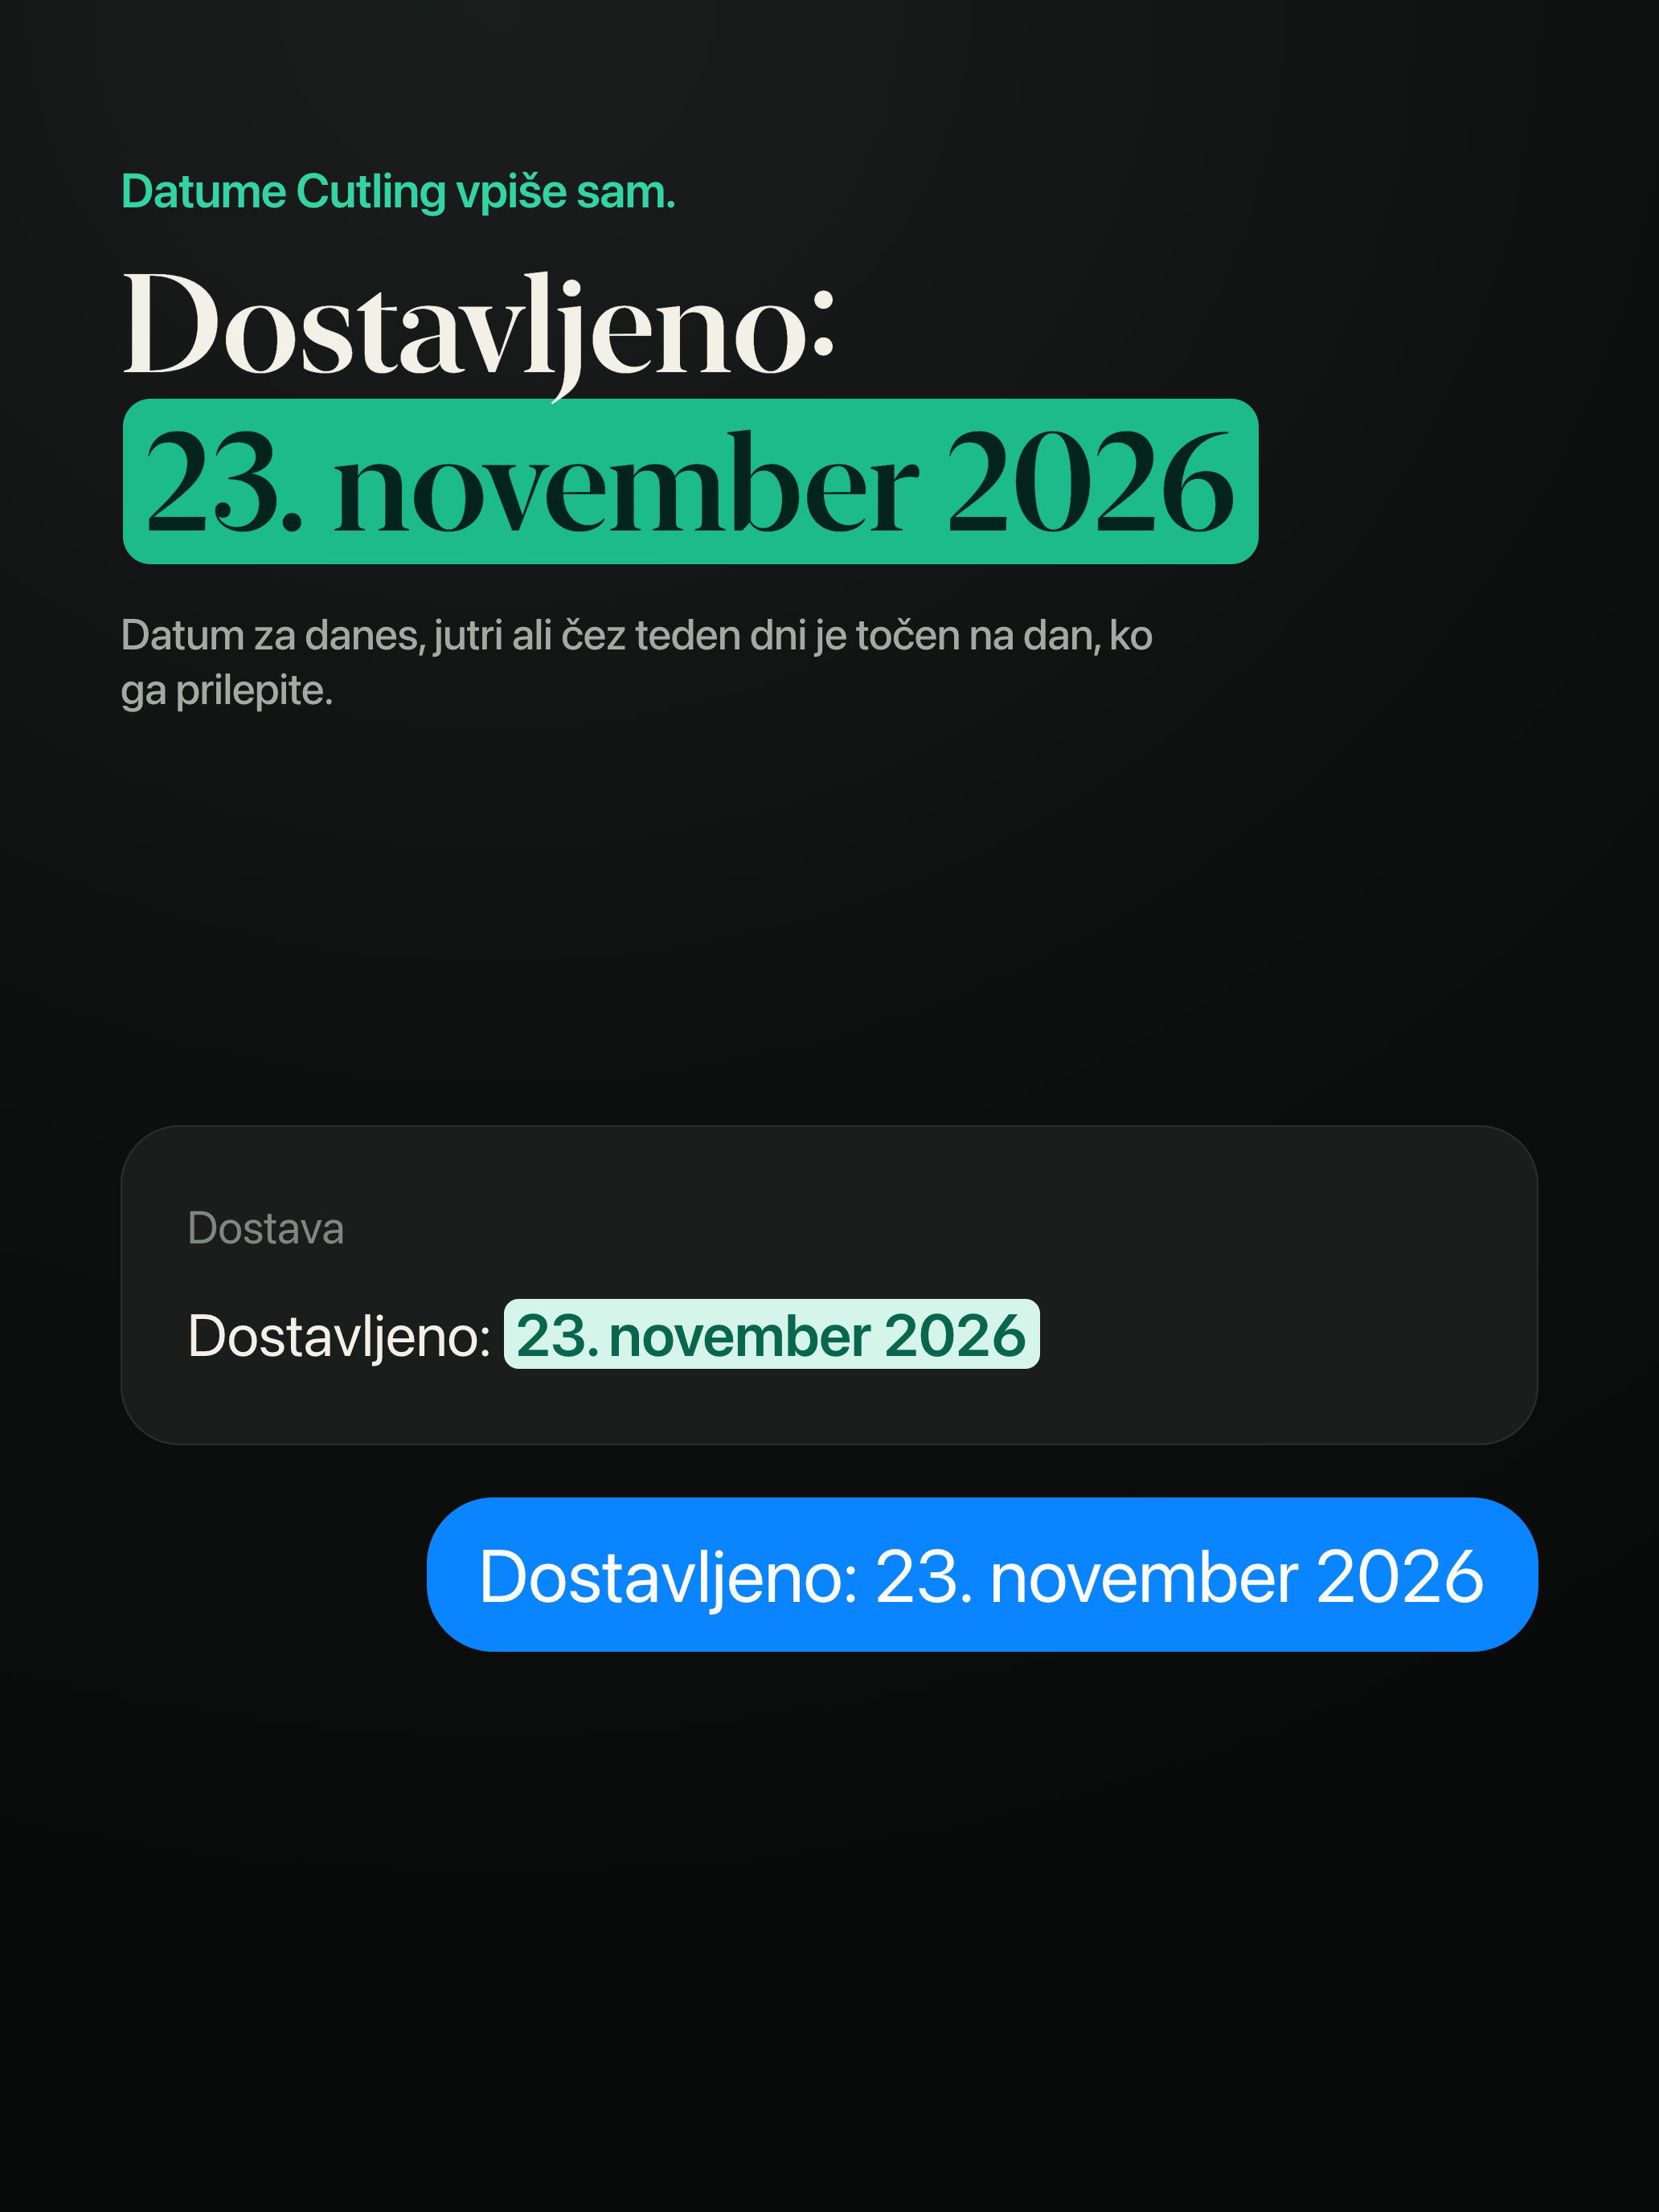 Datume Cutling vpiše sam.
Dostavljeno:
23. november 2026
Datum za danes, jutri ali čez teden dni je točen na dan, ko
ga prilepite.
Dostava
Dostavljeno: 23. november 2026
Dostavljeno: 23. november 2026